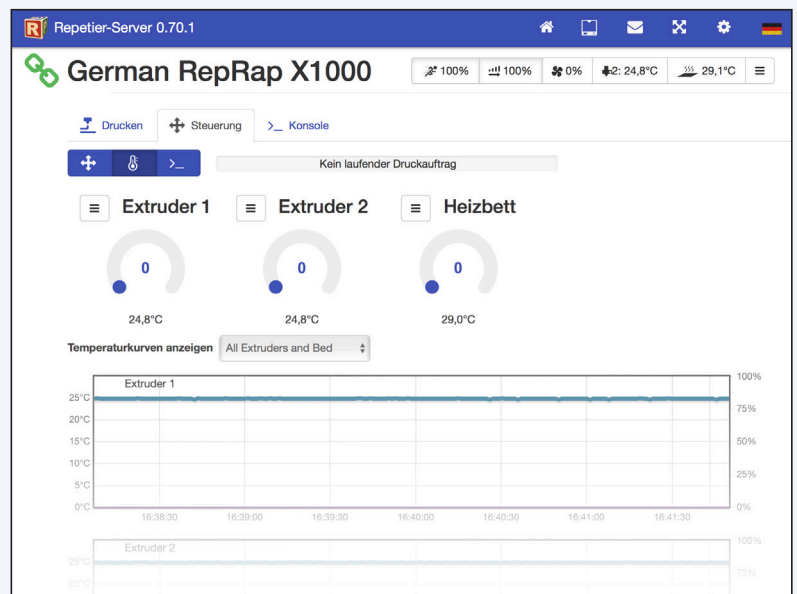 R Repetier-Server 0.70.1
German RepRap X1000
100% 100% 0% 2: 24,8°C 29,1°C
Drucken Steuerung >_ Konsole
>_ Kein laufender Druckauftrag
Extruder 1 Extruder 2 Heizbett
0 0 0
24,8°C 24,8°C 29,0°C
Temperaturkurven anzeigen All Extruders and Bed
Extruder 1
100%
25°C
75%
20°C
15°C 50%
10°C
25%
5°C
0°C 0%
16:38:30 16:39:00 16:39:30 16:40:00 16:40:30 16:41:00 16:41:30
Extruder 2
100%
25°C
75%
20°C